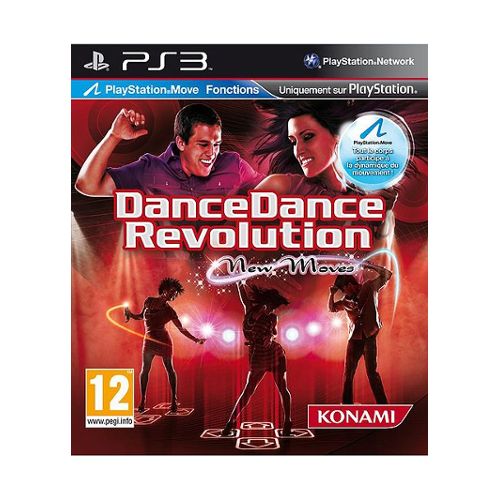 PS3
PlayStation®Network
PlayStation®Move Fonctions
Uniquement sur PlayStation®
PlayStation®Move
Tout le corps
participe à
la dynamique du
mouvement !
DanceDance
Revolution
New Moves
12
www.pegi.info
KONAMI